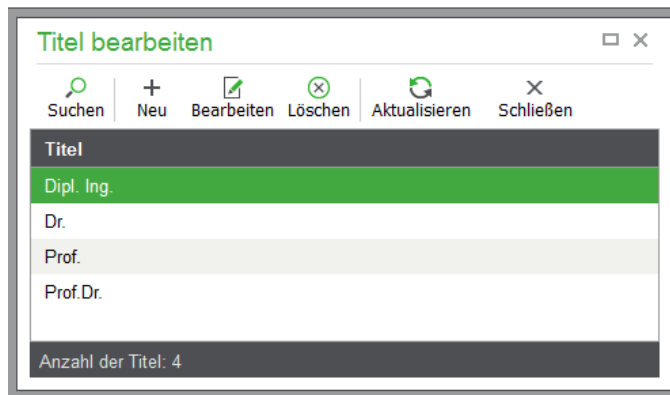 Titel bearbeiten
Suchen Neu Bearbeiten Löschen Aktualisieren Schließen
Titel
Dipl. Ing.
Dr.
Prof.
Prof.Dr.
Anzahl der Titel: 4